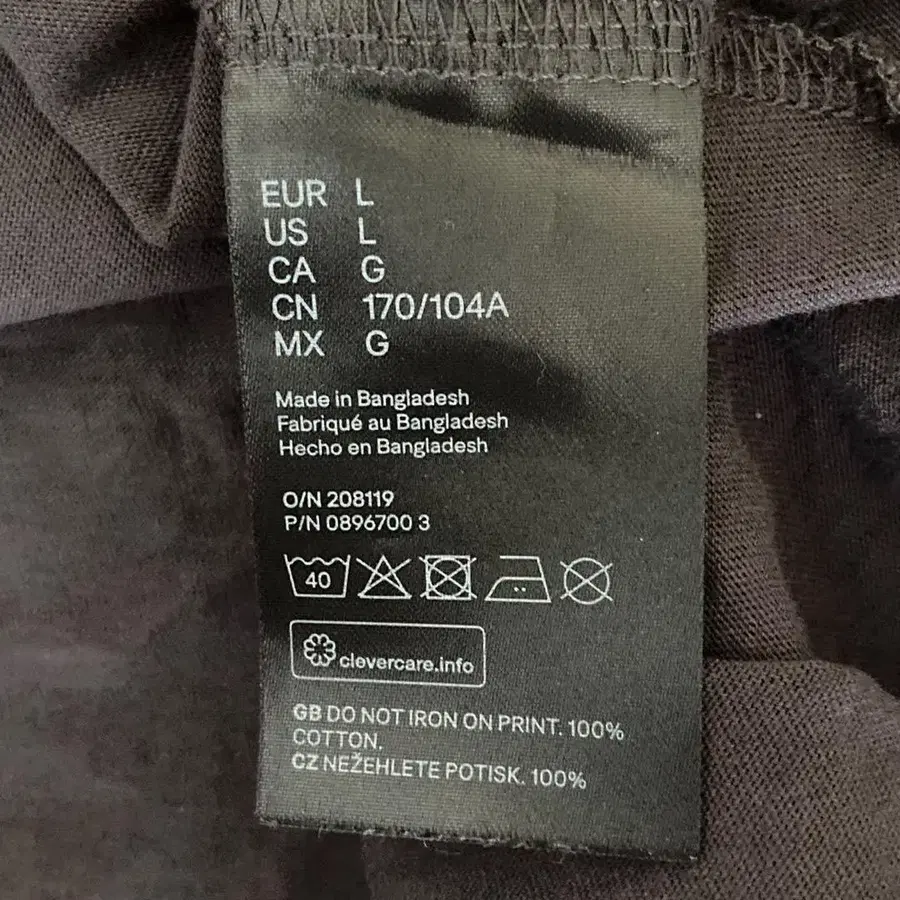 EUR L
US L
CA G
CN 170/104A
MX G
Made in Bangladesh
Fabriqué au Bangladesh
Hecho en Bangladesh
O/N 208119
P/N 0896700 3
40
clevercare.info
GB DO NOT IRON ON PRINT. 100%
COTTON.
CZ NEŽEHLETE POTISK. 100%